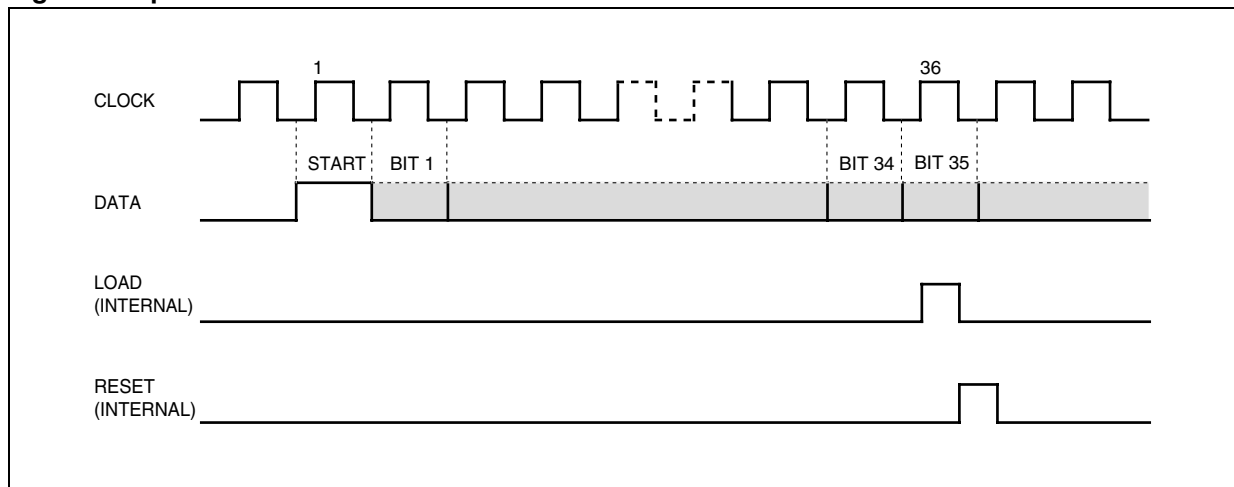 1 36
CLOCK
START BIT 1 BIT 34 BIT 35
DATA
LOAD
(INTERNAL)
RESET
(INTERNAL)